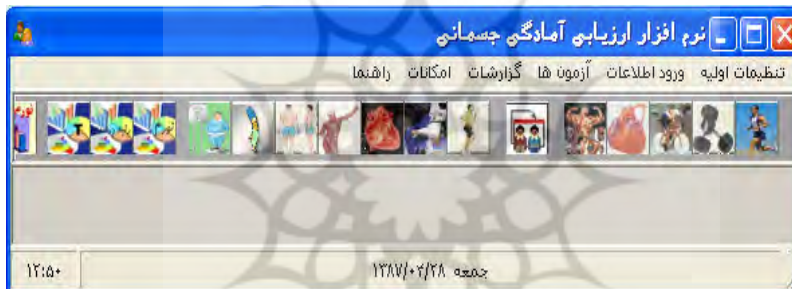 نرم افزار ارزیابی آمادگی جسمانی
تنظیمات اولیه ورود اطلاعات آزمون ها گزارشات امکانات راهنما
جمعه ۱۳۸۷/۰۴/۲۸
۱۲:۵۰